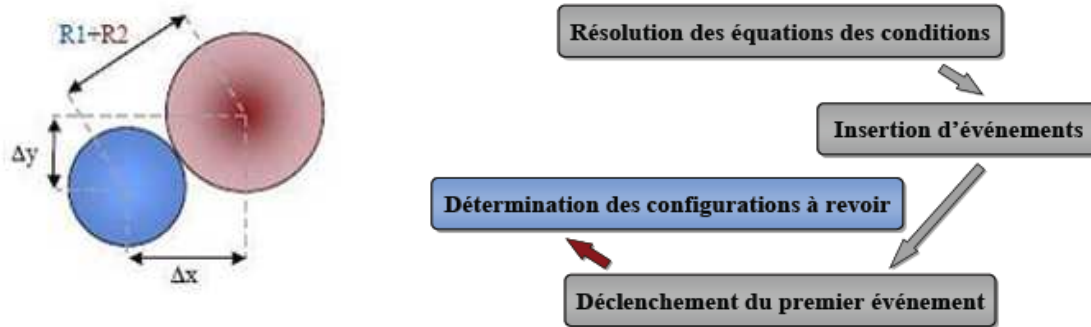 R1+R2
Δy
Δx
Résolution des équations des conditions
Insertion d'événements
Détermination des configurations à revoir
Déclenchement du premier événement